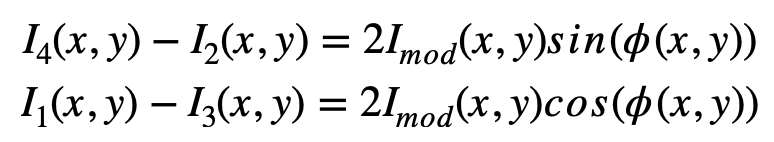 I₄(x, y) − I₂(x, y) = 2Iₘₒ𝑑(x, y)sin(ϕ(x, y))
I₁(x, y) − I₃(x, y) = 2Iₘₒ𝑑(x, y)cos(ϕ(x, y))